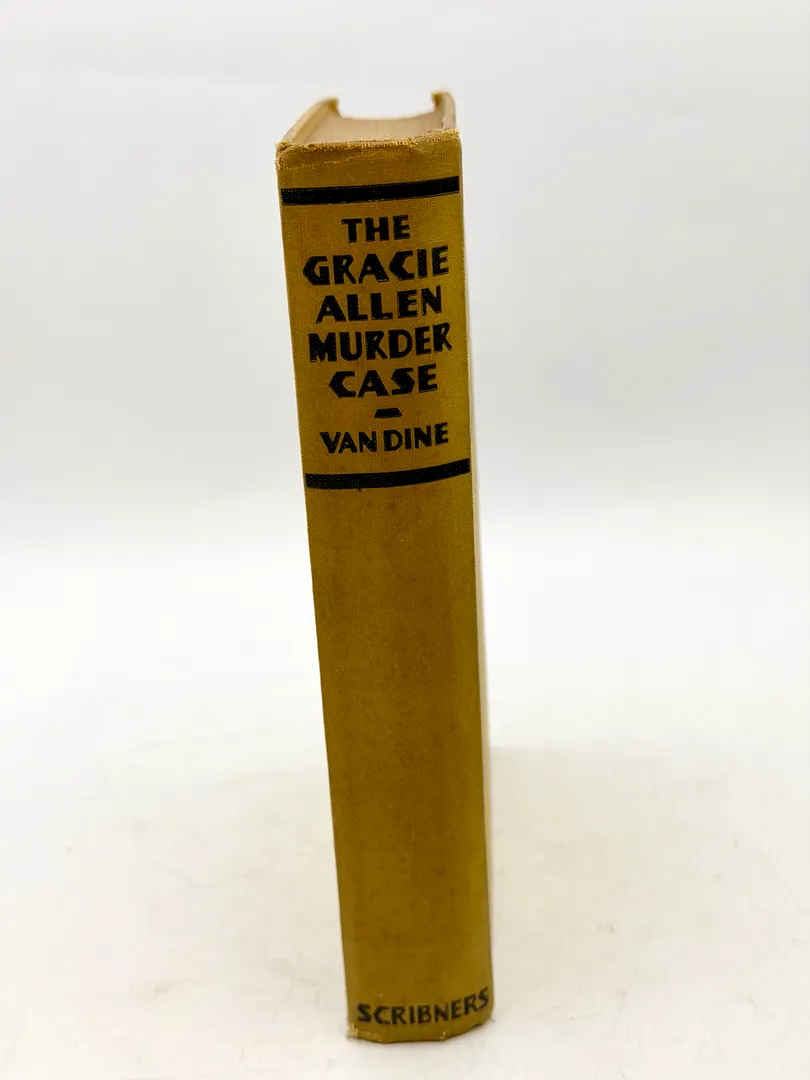 THE
GRACIE
ALLEN
MURDER
CASE
VAN DINE
SCRIBNERS